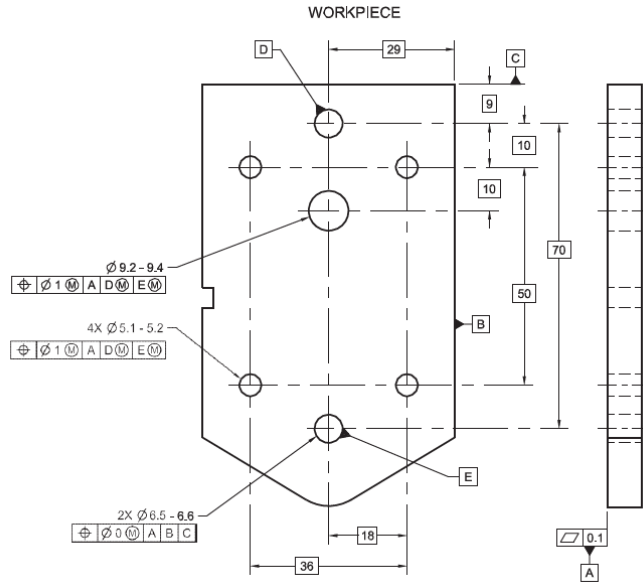 WORKPIECE
29
D
C
9
10
10
Ø 9.2 - 9.4
⌖ Ø 1 Ⓜ A D Ⓜ E Ⓜ
70
50
B
4X Ø 5.1 - 5.2
⌖ Ø 1 Ⓜ A D Ⓜ E Ⓜ
E
2X Ø 6.5 - 6.6
⌖ Ø 0 Ⓜ A B C
18
⏥ 0.1
36
A